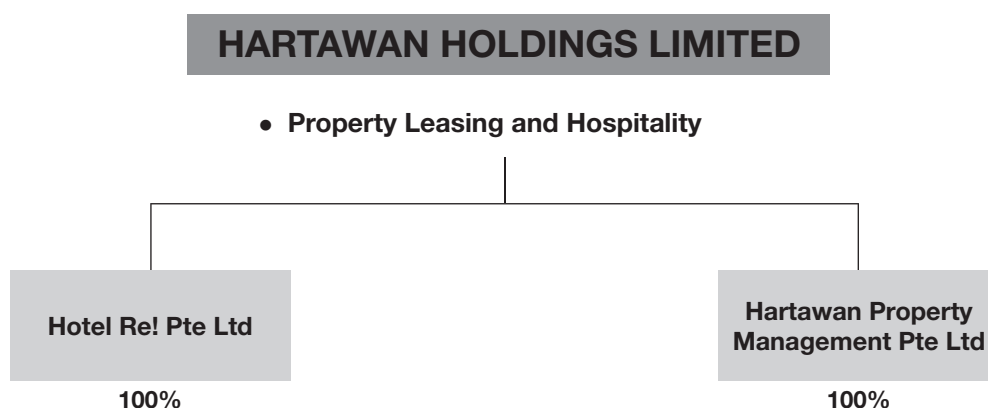 HARTAWAN HOLDINGS LIMITED
● Property Leasing and Hospitality
Hotel Re! Pte Ltd
100%
Hartawan Property
Management Pte Ltd
100%